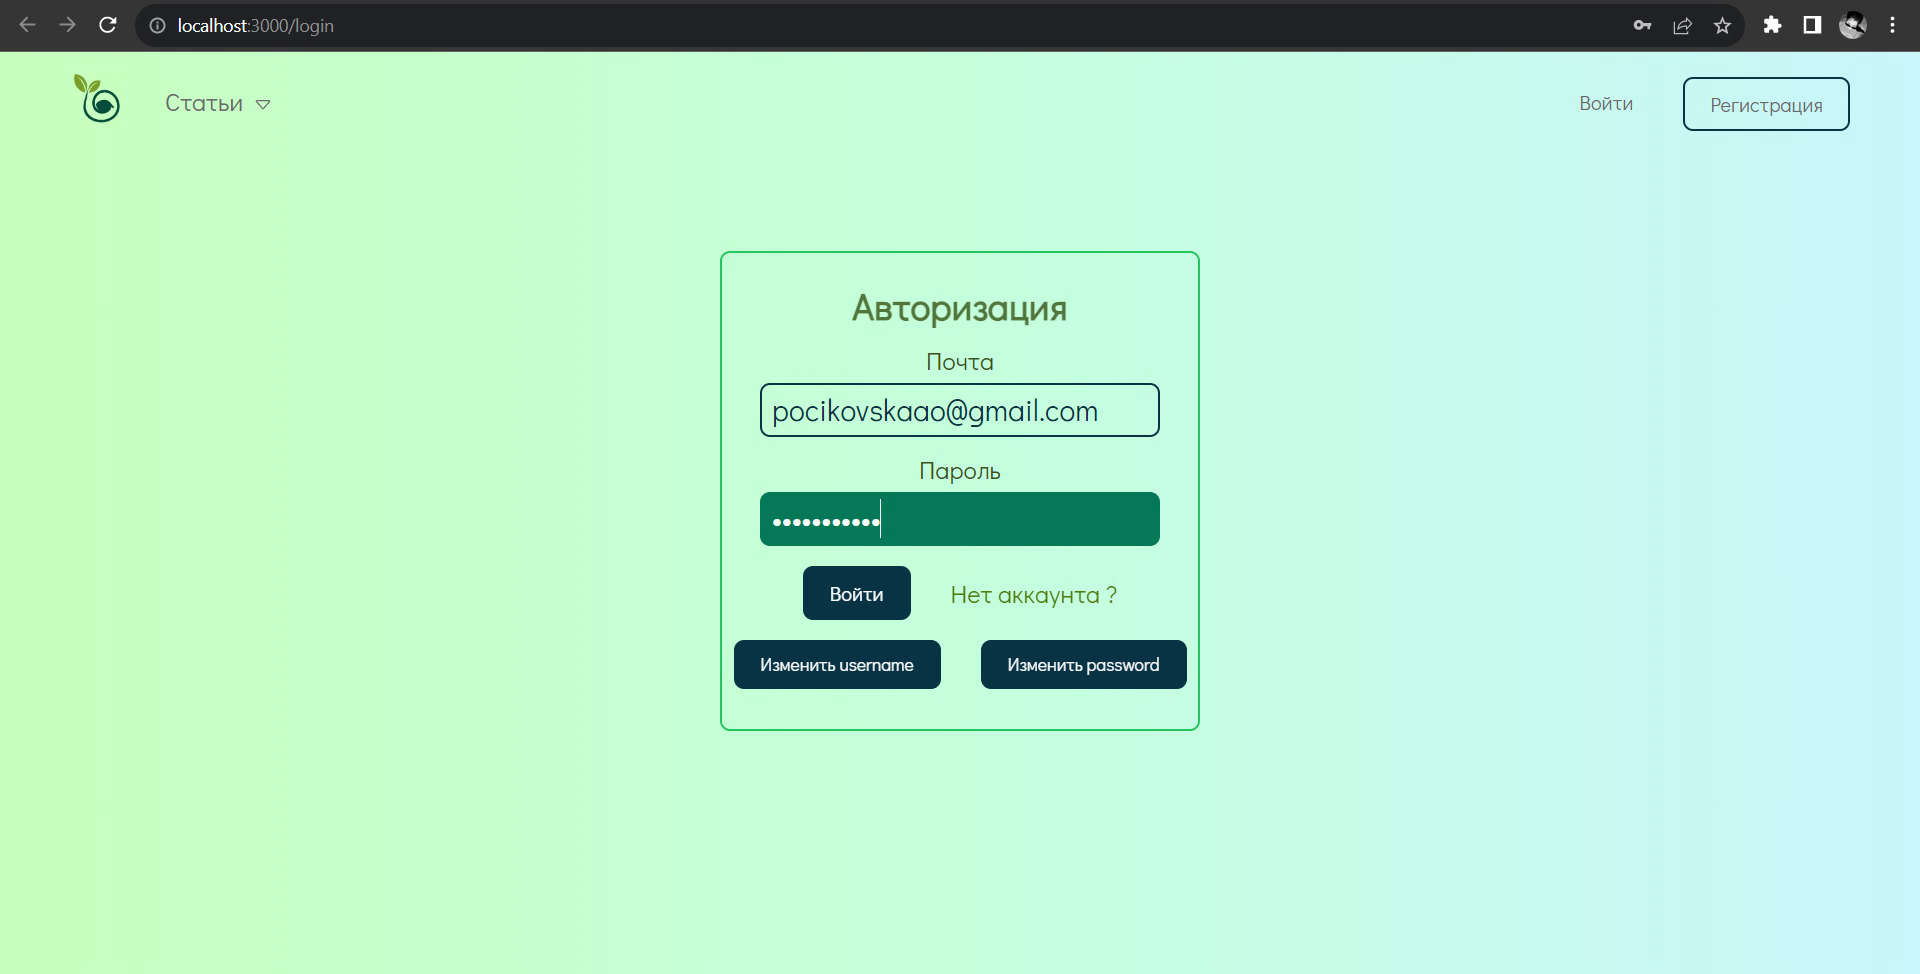 localhost:3000/login
Статьи
Войти
Регистрация
Авторизация
Почта
pocikovskaao@gmail.com
Пароль
•••••••••••
Войти
Нет аккаунта ?
Изменить username
Изменить password